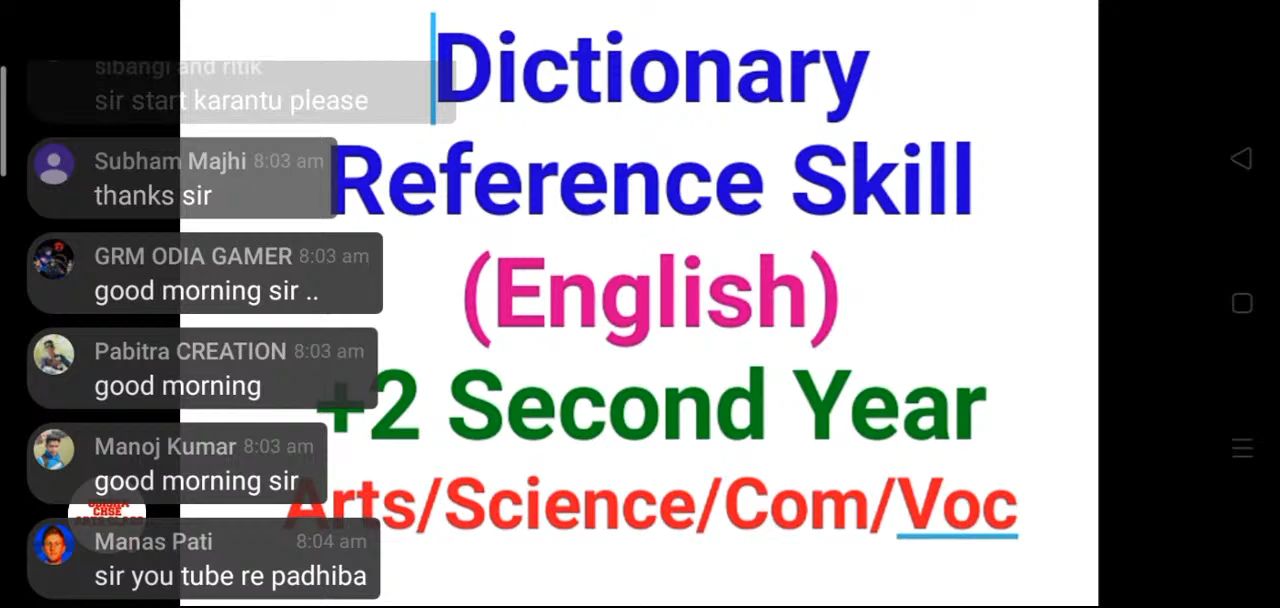 sibangi and ritik
sir start karantu please
Subham Majhi 8:03 am
thanks sir
GRM ODIA GAMER 8:03 am
good morning sir ..
Pabitra CREATION 8:03 am
good morning
Manoj Kumar 8:03 am
good morning sir
CHSE
Manas Pati 8:04 am
sir you tube re padhiba
Dictionary
Reference Skill
(English)
+2 Second Year
Arts/Science/Com/Voc